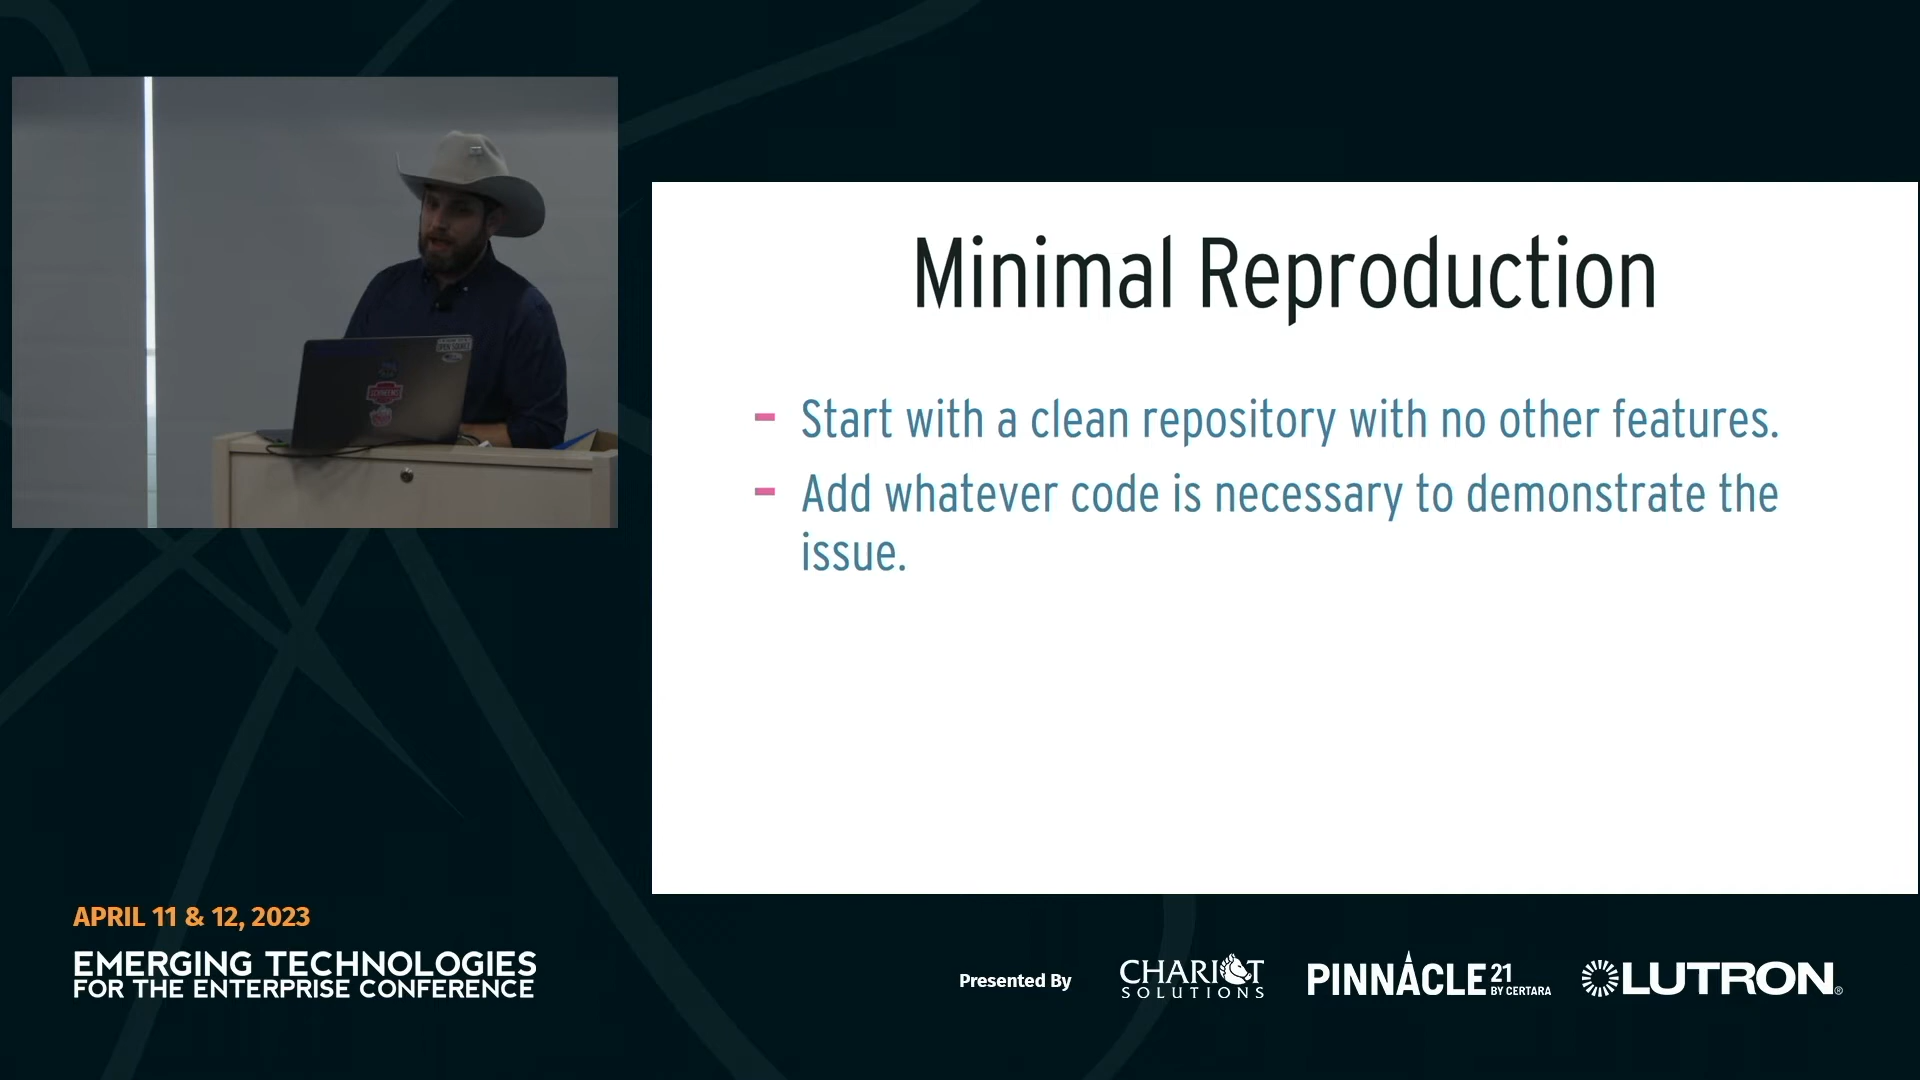 Minimal Reproduction
- Start with a clean repository with no other features.
- Add whatever code is necessary to demonstrate the
issue.
APRIL 11 & 12, 2023
EMERGING TECHNOLOGIES
FOR THE ENTERPRISE CONFERENCE
Presented By
CHARIOT
SOLUTIONS
PINNACLE 21
BY CERTARA
LUTRON®